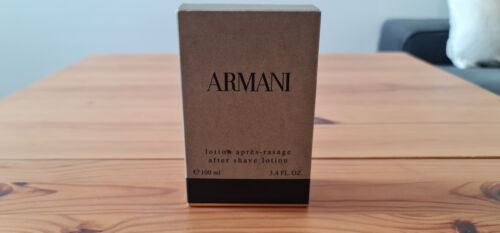 ARMANI
lotion après-rasage
after shave lotion
℮ 100 ml 3.4 FL. OZ.